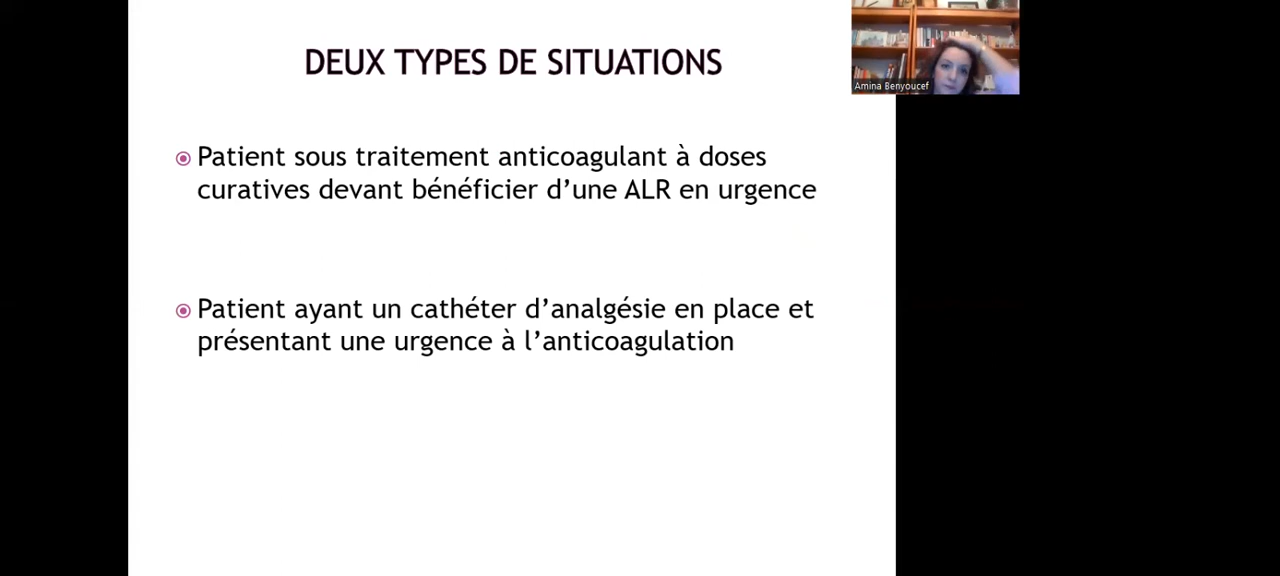 DEUX TYPES DE SITUATIONS
Amina Benyoucef
Patient sous traitement anticoagulant à doses
curatives devant bénéficier d’une ALR en urgence
Patient ayant un cathéter d’analgésie en place et
présentant une urgence à l’anticoagulation